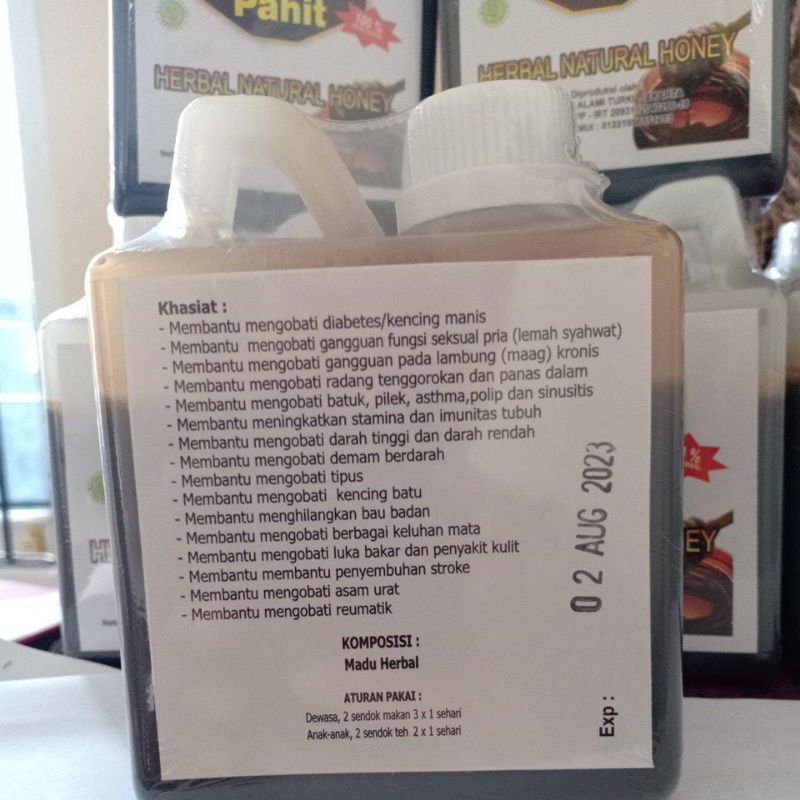 Pahit
100%
HERBAL NATURAL HONEY
HERBAL NATURAL HONEY
Diproduksi oleh
ALAMI TURK
Khasiat :
- Membantu mengobati diabetes/kencing manis
- Membantu mengobati gangguan fungsi seksual pria (lemah syahwat)
- Membantu mengobati gangguan pada lambung (maag) kronis
- Membantu mengobati radang tenggorokan dan panas dalam
- Membantu mengobati batuk, pilek, asthma,polip dan sinusitis
- Membantu meningkatkan stamina dan imunitas tubuh
- Membantu mengobati darah tinggi dan darah rendah
- Membantu mengobati demam berdarah
- Membantu mengobati tipus
- Membantu mengobati kencing batu
- Membantu menghilangkan bau badan
- Membantu mengobati berbagai keluhan mata
- Membantu mengobati luka bakar dan penyakit kulit
- Membantu membantu penyembuhan stroke
- Membantu mengobati asam urat
- Membantu mengobati reumatik
KOMPOSISI :
Madu Herbal
ATURAN PAKAI :
Dewasa, 2 sendok makan 3 x 1 sehari
Anak-anak, 2 sendok teh 2 x 1 sehari
Exp :
02 AUG 2023